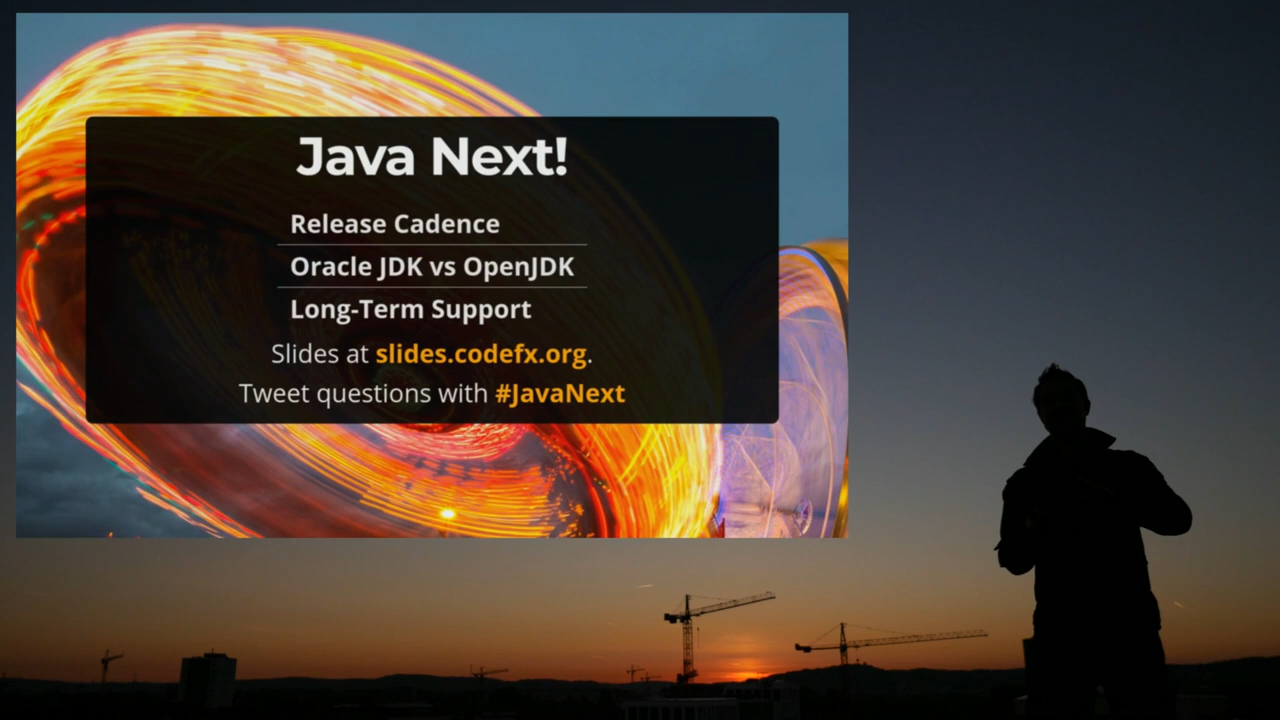 Java Next!
Release Cadence
Oracle JDK vs OpenJDK
Long-Term Support
Slides at slides.codefx.org.
Tweet questions with #JavaNext